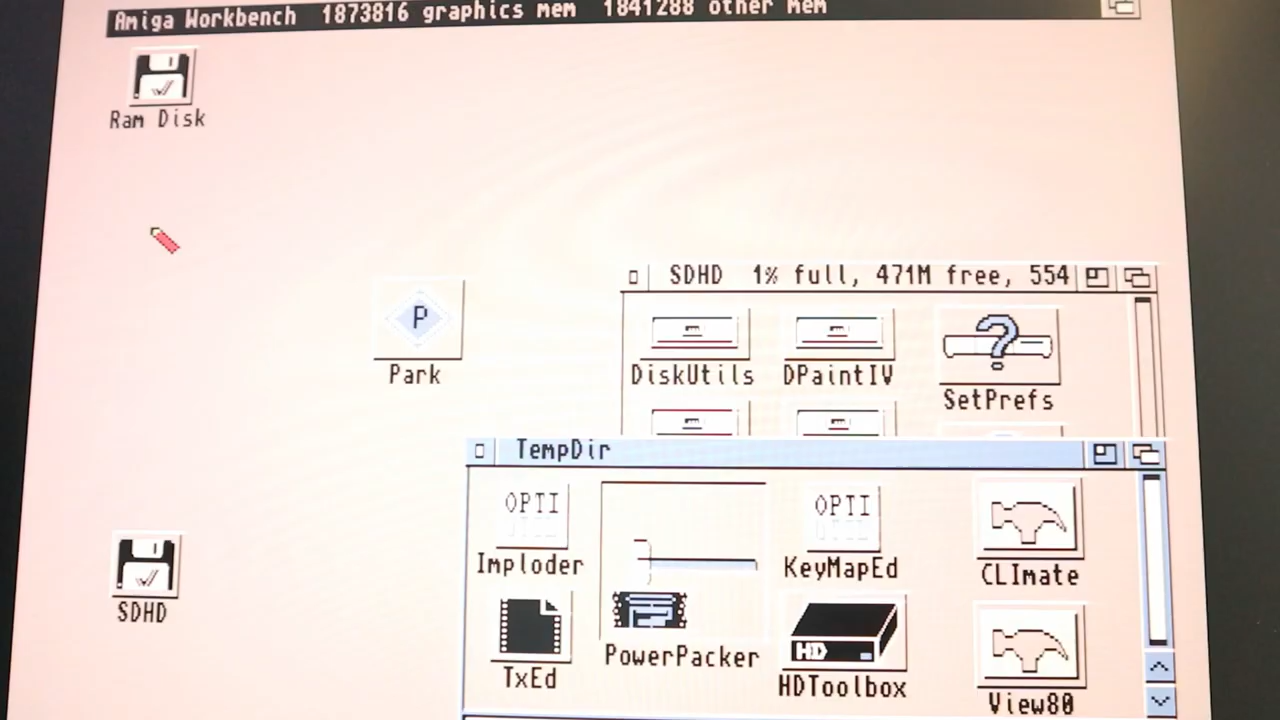 Amiga Workbench 1873816 graphics mem 1841288 other mem
Ram Disk
P
Park
SDHD 1% full, 471M free, 554
DiskUtils DPaintIV SetPrefs
TempDir
OPTI OPTI
Imploder KeyMapEd CLImate
SDHD
HD
TxEd PowerPacker HDToolbox View80